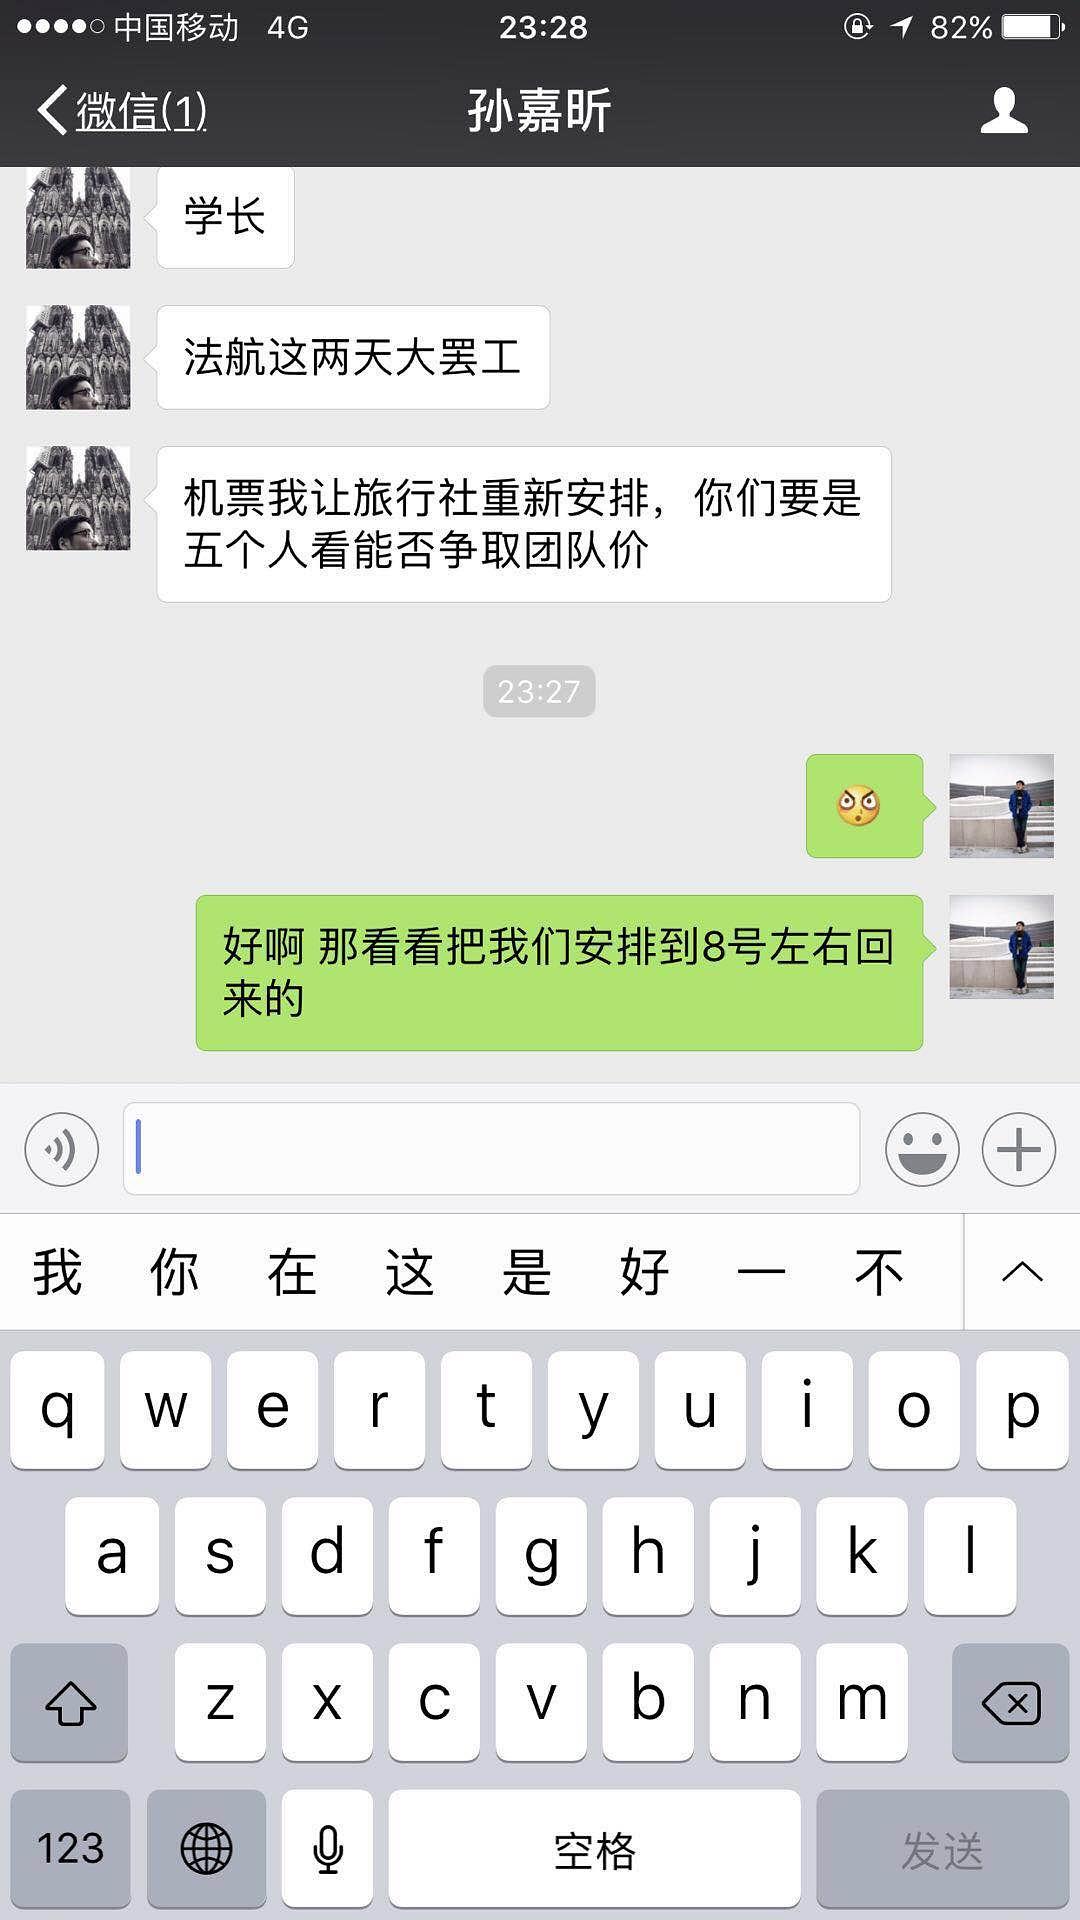 中国移动 4G 23:28 82%
微信(1) 孙嘉昕
学长
法航这两天大罢工
机票我让旅行社重新安排，你们要是
五个人看能否争取团队价
23:27
好啊 那看看把我们安排到8号左右回
来的
我 你 在 这 是 好 一 不
q w e r t y u i o p
a s d f g h j k l
z x c v b n m
123 空格 发送